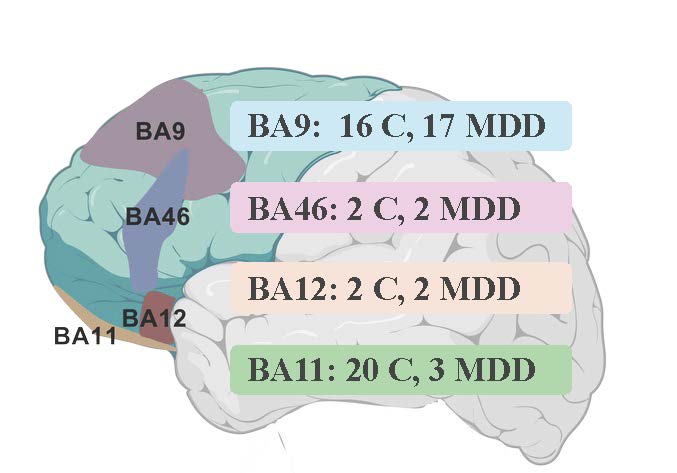 BA9
BA9:  16 C, 17 MDD
BA46
BA46: 2 C, 2 MDD
BA12
BA12: 2 C, 2 MDD
BA11
BA11: 20 C, 3 MDD